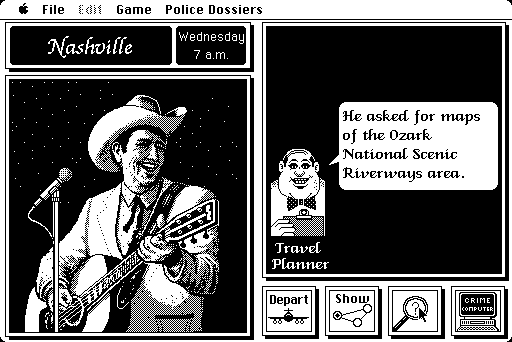 File Edit Game Police Dossiers
Nashville
Wednesday
7 a.m.
He asked for maps
of the Ozark
National Scenic
Riverways area.
Travel
Planner
Depart
Show
CRIME
COMPUTER